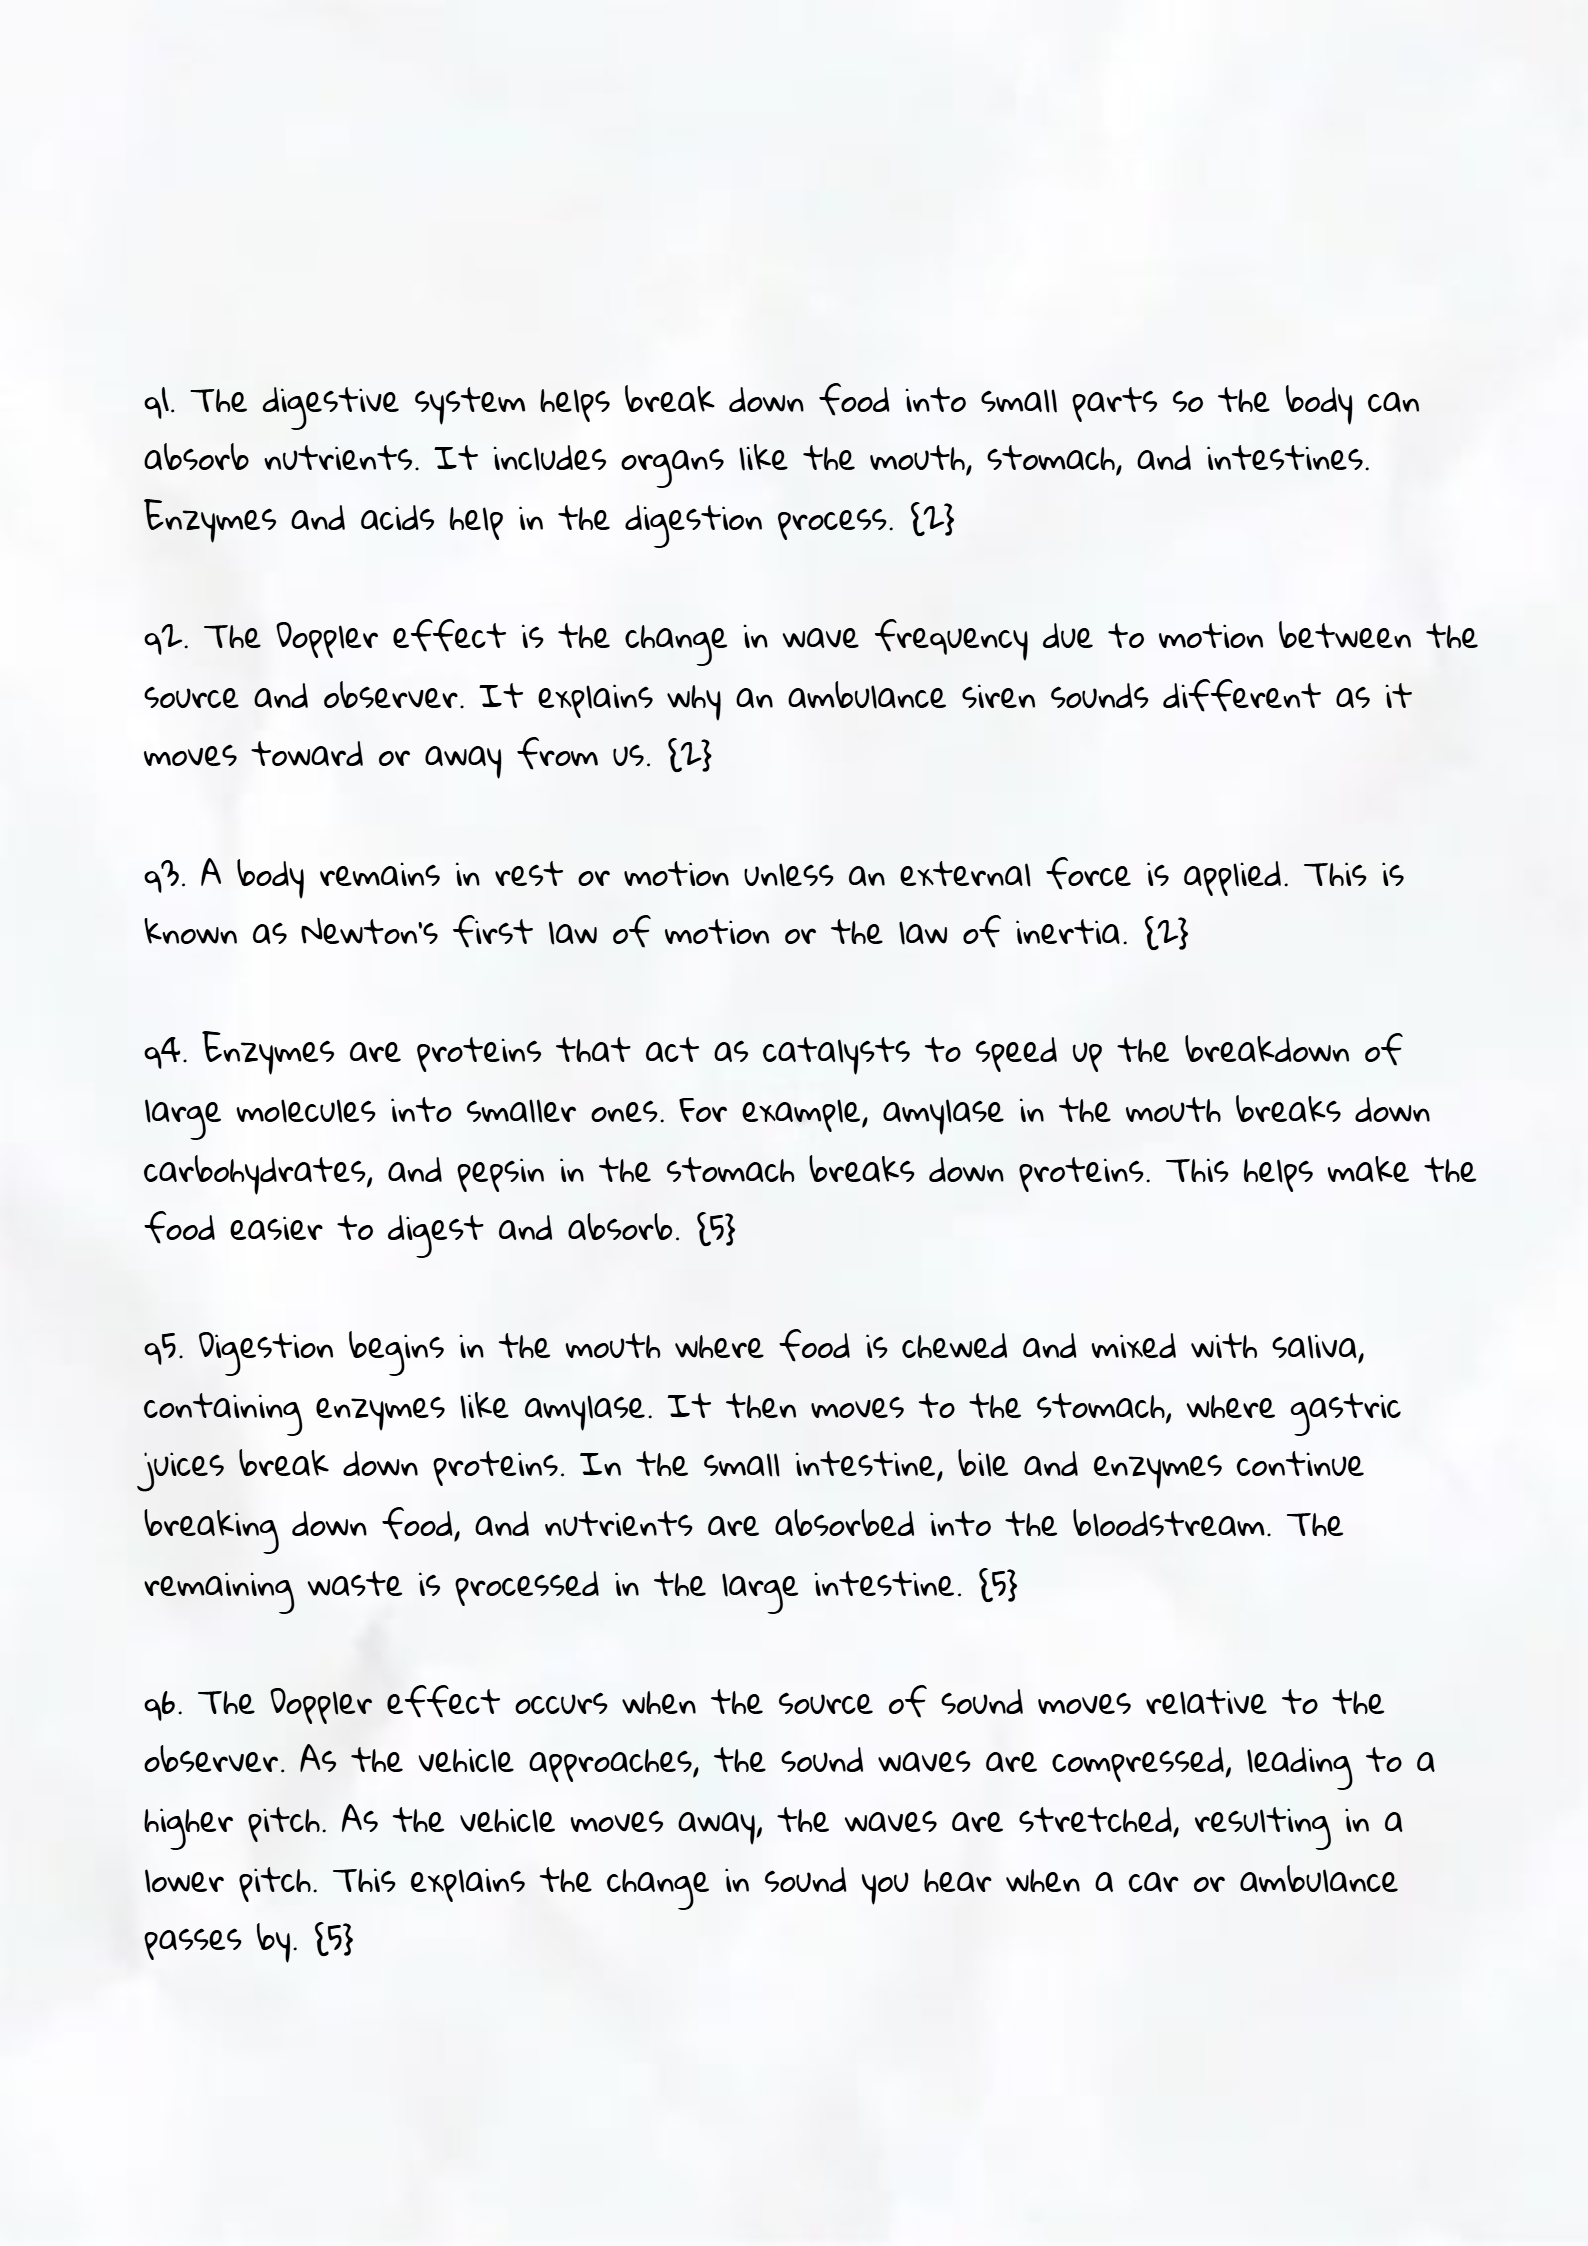 q1. The digestive system helps break down food into small parts so the body can
absorb nutrients. It includes organs like the mouth, stomach, and intestines.
Enzymes and acids help in the digestion process. {2}
q2. The Doppler effect is the change in wave frequency due to motion between the
source and observer. It explains why an ambulance siren sounds different as it
moves toward or away from us. {2}
q3. A body remains in rest or motion unless an external force is applied. This is
known as Newton's first law of motion or the law of inertia. {2}
q4. Enzymes are proteins that act as catalysts to speed up the breakdown of
large molecules into smaller ones. For example, amylase in the mouth breaks down
carbohydrates, and pepsin in the stomach breaks down proteins. This helps make the
food easier to digest and absorb. {5}
q5. Digestion begins in the mouth where food is chewed and mixed with saliva,
containing enzymes like amylase. It then moves to the stomach, where gastric
juices break down proteins. In the small intestine, bile and enzymes continue
breaking down food, and nutrients are absorbed into the bloodstream. The
remaining waste is processed in the large intestine. {5}
q6. The Doppler effect occurs when the source of sound moves relative to the
observer. As the vehicle approaches, the sound waves are compressed, leading to a
higher pitch. As the vehicle moves away, the waves are stretched, resulting in a
lower pitch. This explains the change in sound you hear when a car or ambulance
passes by. {5}